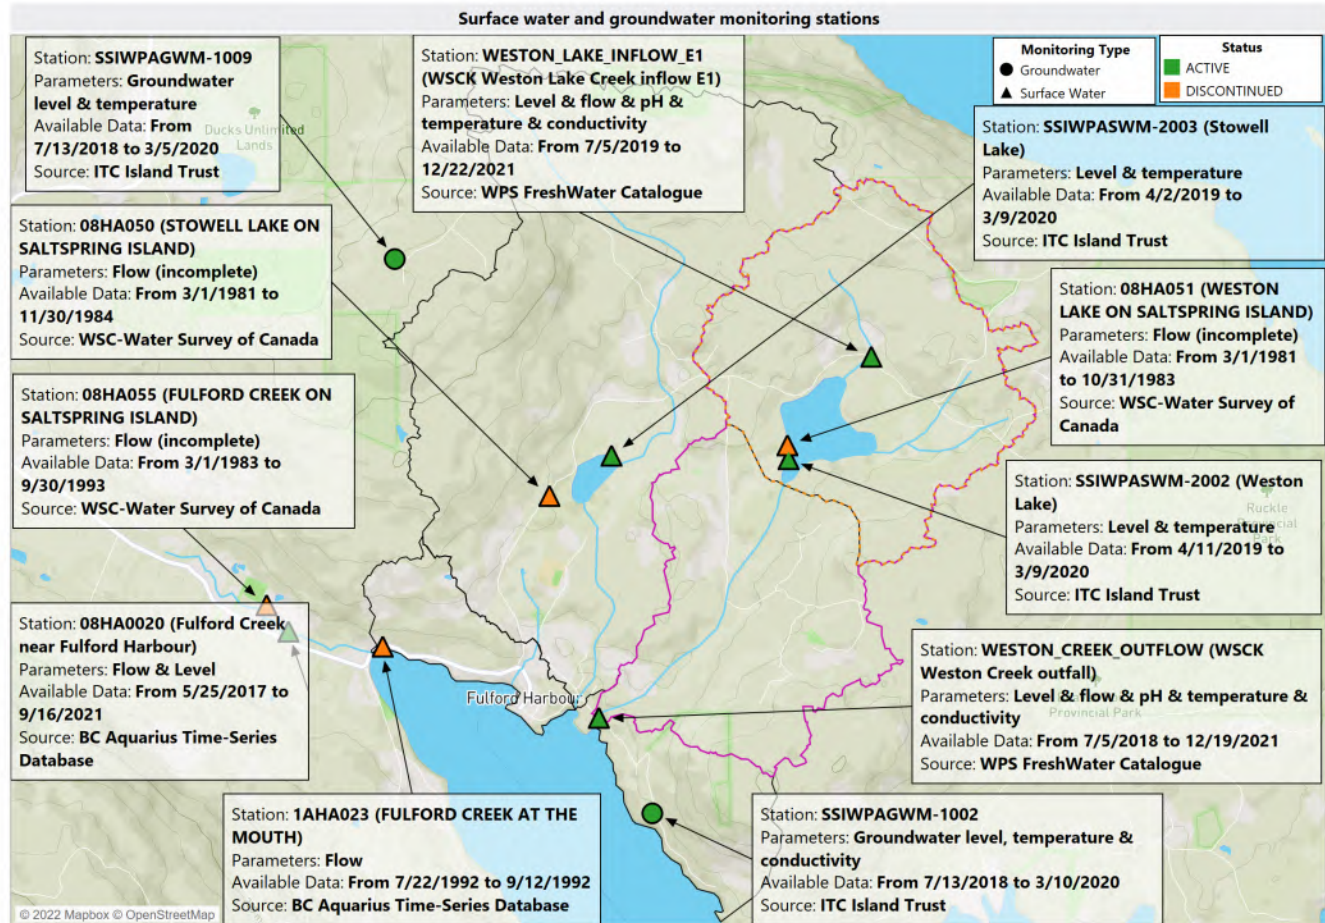 Surface water and groundwater monitoring stations
Station: SSIWPAGWM-1009
Parameters: Groundwater
level & temperature
Available Data: From
7/13/2018 to 3/5/2020
Source: ITC Island Trust
Ducks Unlimited
Lands
Station: WESTON_LAKE_INFLOW_E1
(WSCK Weston Lake Creek inflow E1)
Parameters: Level & flow & pH &
temperature & conductivity
Available Data: From 7/5/2019 to
12/22/2021
Source: WPS FreshWater Catalogue
Monitoring Type
Groundwater
Surface Water
Status
ACTIVE
DISCONTINUED
Station: SSIWPASWM-2003 (Stowell
Lake)
Parameters: Level & temperature
Available Data: From 4/2/2019 to
3/9/2020
Source: ITC Island Trust
Station: 08HA050 (STOWELL LAKE ON
SALTSPRING ISLAND)
Parameters: Flow (incomplete)
Available Data: From 3/1/1981 to
11/30/1984
Source: WSC-Water Survey of Canada
Station: 08HA051 (WESTON
LAKE ON SALTSPRING ISLAND)
Parameters: Flow (incomplete)
Available Data: From 3/1/1981
to 10/31/1983
Source: WSC-Water Survey of
Canada
Station: 08HA055 (FULFORD CREEK ON
SALTSPRING ISLAND)
Parameters: Flow (incomplete)
Available Data: From 3/1/1983 to
9/30/1993
Source: WSC-Water Survey of Canada
Station: SSIWPASWM-2002 (Weston
Lake)
Parameters: Level & temperature
Available Data: From 4/11/2019 to
3/9/2020
Source: ITC Island Trust
Ruckle
Provincial
Park
Station: 08HA0020 (Fulford Creek
near Fulford Harbour)
Parameters: Flow & Level
Available Data: From 5/25/2017 to
9/16/2021
Source: BC Aquarius Time-Series
Database
Fulford Harbour
Station: WESTON_CREEK_OUTFLOW (WSCK
Weston Creek outfall)
Parameters: Level & flow & pH & temperature &
conductivity
Available Data: From 7/5/2018 to 12/19/2021
Source: WPS FreshWater Catalogue
Provincial Park
Station: 1AHA023 (FULFORD CREEK AT THE
MOUTH)
Parameters: Flow
Available Data: From 7/22/1992 to 9/12/1992
Source: BC Aquarius Time-Series Database
Station: SSIWPAGWM-1002
Parameters: Groundwater level, temperature &
conductivity
Available Data: From 7/13/2018 to 3/10/2020
Source: ITC Island Trust
© 2022 Mapbox © OpenStreetMap